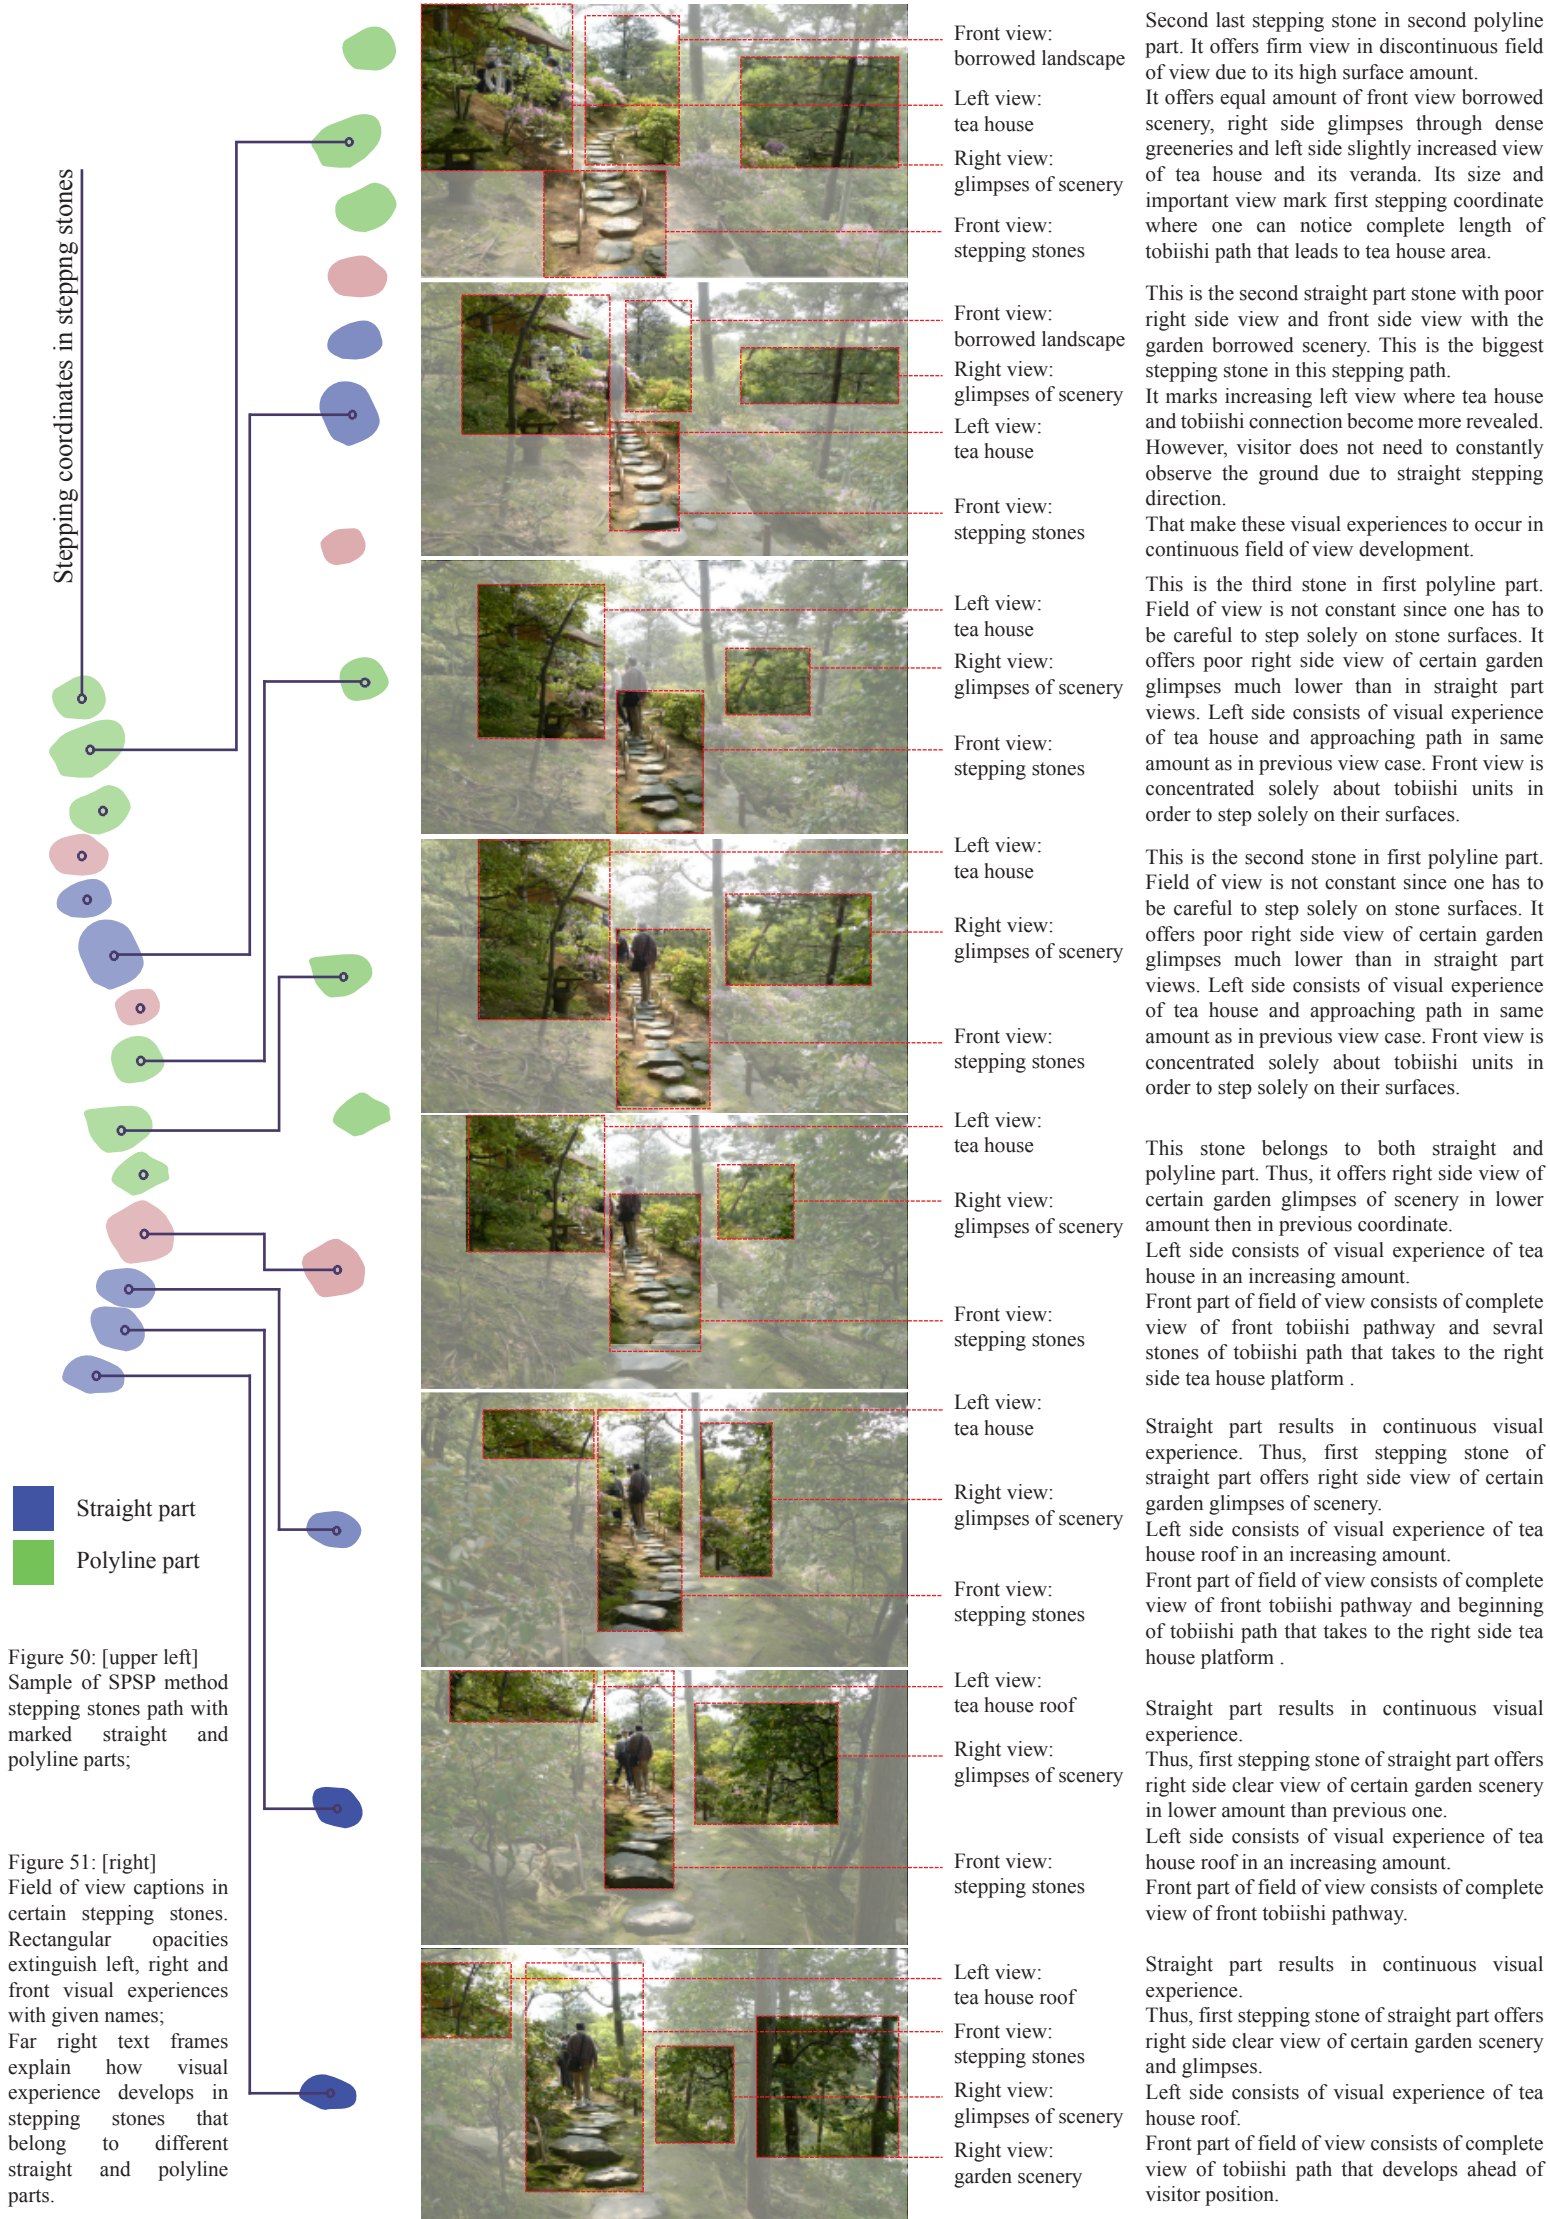 Stepping coordinates in steppng stones
Straight part
Polyline part
Figure 50: [upper left]
Sample of SPSP method
stepping stones path with
marked straight and
polyline parts;
Figure 51: [right]
Field of view captions in
certain stepping stones.
Rectangular opacities
extinguish left, right and
front visual experiences
with given names;
Far right text frames
explain how visual
experience develops in
stepping stones that
belong to different
straight and polyline
parts.
Front view:
borrowed landscape
Left view:
tea house
Right view:
glimpses of scenery
Front view:
stepping stones
Second last stepping stone in second polyline
part. It offers firm view in discontinuous field
of view due to its high surface amount.
It offers equal amount of front view borrowed
scenery, right side glimpses through dense
greeneries and left side slightly increased view
of tea house and its veranda. Its size and
important view mark first stepping coordinate
where one can notice complete length of
tobiishi path that leads to tea house area.
Front view:
borrowed landscape
Right view:
glimpses of scenery
Left view:
tea house
Front view:
stepping stones
This is the second straight part stone with poor
right side view and front side view with the
garden borrowed scenery. This is the biggest
stepping stone in this stepping path.
It marks increasing left view where tea house
and tobiishi connection become more revealed.
However, visitor does not need to constantly
observe the ground due to straight stepping
direction.
That make these visual experiences to occur in
continuous field of view development.
Left view:
tea house
Right view:
glimpses of scenery
Front view:
stepping stones
This is the third stone in first polyline part.
Field of view is not constant since one has to
be careful to step solely on stone surfaces. It
offers poor right side view of certain garden
glimpses much lower than in straight part
views. Left side consists of visual experience
of tea house and approaching path in same
amount as in previous view case. Front view is
concentrated solely about tobiishi units in
order to step solely on their surfaces.
Left view:
tea house
Right view:
glimpses of scenery
Front view:
stepping stones
This is the second stone in first polyline part.
Field of view is not constant since one has to
be careful to step solely on stone surfaces. It
offers poor right side view of certain garden
glimpses much lower than in straight part
views. Left side consists of visual experience
of tea house and approaching path in same
amount as in previous view case. Front view is
concentrated solely about tobiishi units in
order to step solely on their surfaces.
Left view:
tea house
Right view:
glimpses of scenery
Front view:
stepping stones
This stone belongs to both straight and
polyline part. Thus, it offers right side view of
certain garden glimpses of scenery in lower
amount then in previous coordinate.
Left side consists of visual experience of tea
house in an increasing amount.
Front part of field of view consists of complete
view of front tobiishi pathway and sevral
stones of tobiishi path that takes to the right
side tea house platform .
Left view:
tea house
Right view:
glimpses of scenery
Front view:
stepping stones
Straight part results in continuous visual
experience. Thus, first stepping stone of
straight part offers right side view of certain
garden glimpses of scenery.
Left side consists of visual experience of tea
house roof in an increasing amount.
Front part of field of view consists of complete
view of front tobiishi pathway and beginning
of tobiishi path that takes to the right side tea
house platform .
Left view:
tea house roof
Right view:
glimpses of scenery
Front view:
stepping stones
Straight part results in continuous visual
experience.
Thus, first stepping stone of straight part offers
right side clear view of certain garden scenery
in lower amount than previous one.
Left side consists of visual experience of tea
house roof in an increasing amount.
Front part of field of view consists of complete
view of front tobiishi pathway.
Left view:
tea house roof
Front view:
stepping stones
Right view:
glimpses of scenery
Right view:
garden scenery
Straight part results in continuous visual
experience.
Thus, first stepping stone of straight part offers
right side clear view of certain garden scenery
and glimpses.
Left side consists of visual experience of tea
house roof.
Front part of field of view consists of complete
view of tobiishi path that develops ahead of
visitor position.